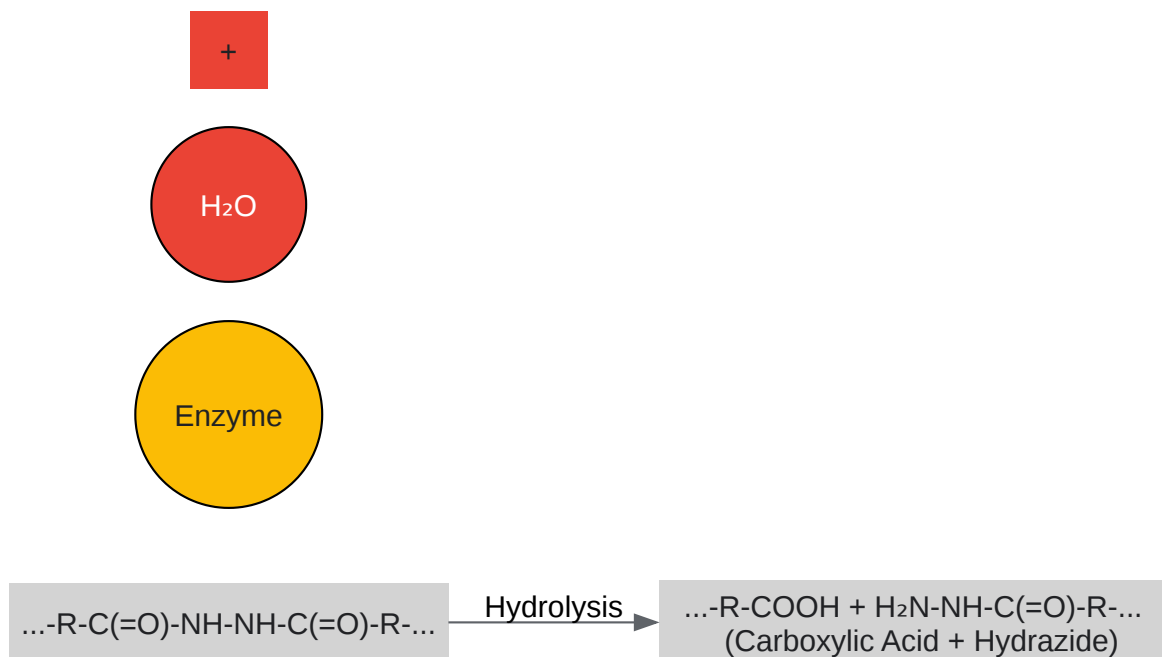 +
H₂O
Enzyme
...-R-C(=O)-NH-NH-C(=O)-R-...
Hydrolysis
...-R-COOH + H₂N-NH-C(=O)-R-...
(Carboxylic Acid + Hydrazide)